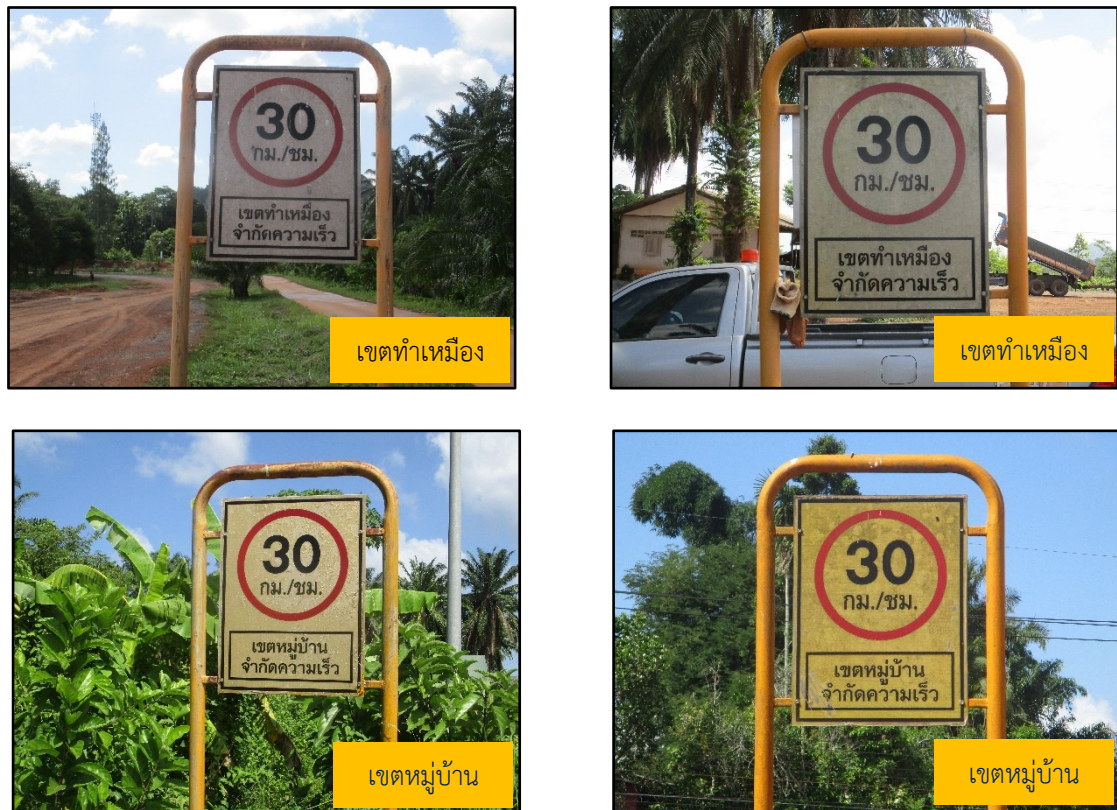 30
กม./ชม.
เขตทำเหมือง
จำกัดความเร็ว
เขตทำเหมือง
30
กม./ชม.
เขตทำเหมือง
จำกัดความเร็ว
เขตทำเหมือง
30
กม./ชม.
เขตหมู่บ้าน
จำกัดความเร็ว
เขตหมู่บ้าน
30
กม./ชม.
เขตหมู่บ้าน
จำกัดความเร็ว
เขตหมู่บ้าน